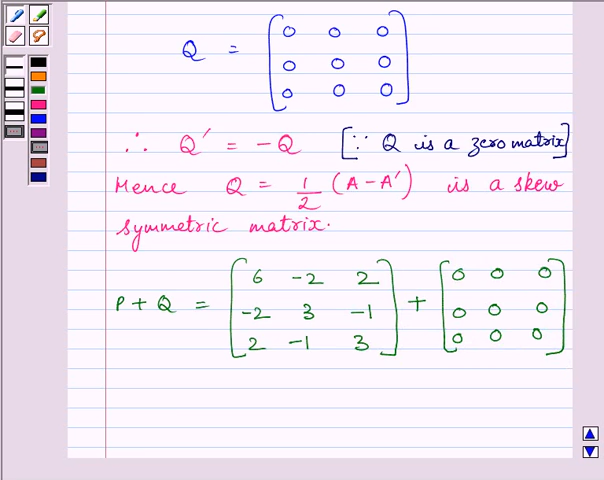 0 0 0
Q = 0 0 0
0 0 0
∴ Q′ = −Q [∵ Q is a zero matrix]
Hence Q = 1/2 (A − A′) is a skew
symmetric matrix.
6 −2 2 0 0 0
P + Q = −2 3 −1 + 0 0 0
2 −1 3 0 0 0